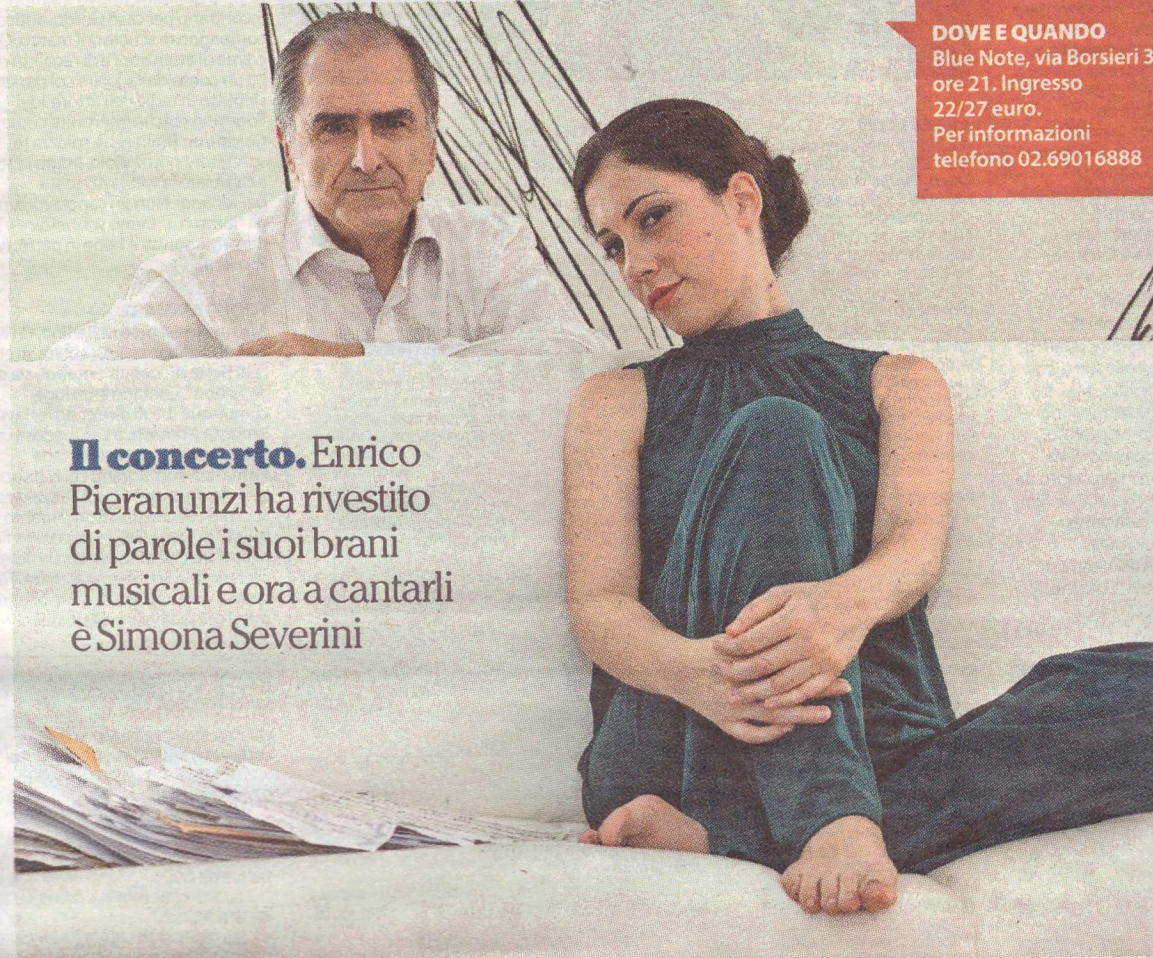 DOVE E QUANDO
Blue Note, via Borsieri 3
ore 21. Ingresso
22/27 euro.
Per informazioni
telefono 02.69016888
Il concerto. Enrico
Pieranunzi ha rivestito
di parole i suoi brani
musicali e ora a cantarli
è Simona Severini